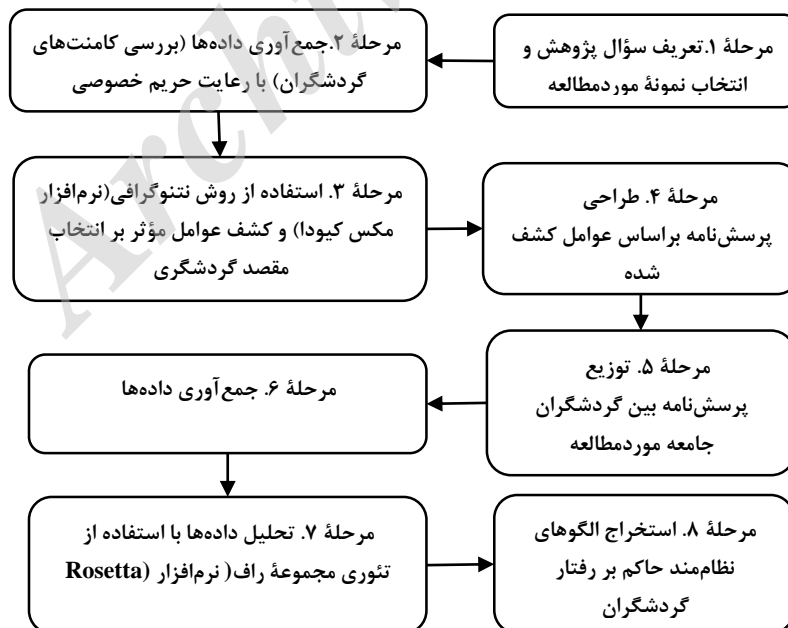 مرحلهٔ ۱.تعریف سؤال پژوهش و
انتخاب نمونهٔ موردمطالعه
مرحلهٔ ۲.جمع‌آوری داده‌ها (بررسی کامنت‌های
گردشگران) با رعایت حریم خصوصی
مرحلهٔ ۳. استفاده از روش نتنوگرافی(نرم‌افزار
مکس کیودا) و کشف عوامل مؤثر بر انتخاب
مقصد گردشگری
مرحلهٔ ۴. طراحی
پرسش‌نامه براساس عوامل کشف
شده
مرحلهٔ ۵. توزیع
پرسش‌نامه بین گردشگران
جامعه موردمطالعه
مرحلهٔ ۶. جمع‌آوری داده‌ها
مرحلهٔ ۷. تحلیل داده‌ها با استفاده از
تئوری مجموعهٔ راف( نرم‌افزار (Rosetta
مرحلهٔ ۸. استخراج الگوهای
نظام‌مند حاکم بر رفتار
گردشگران